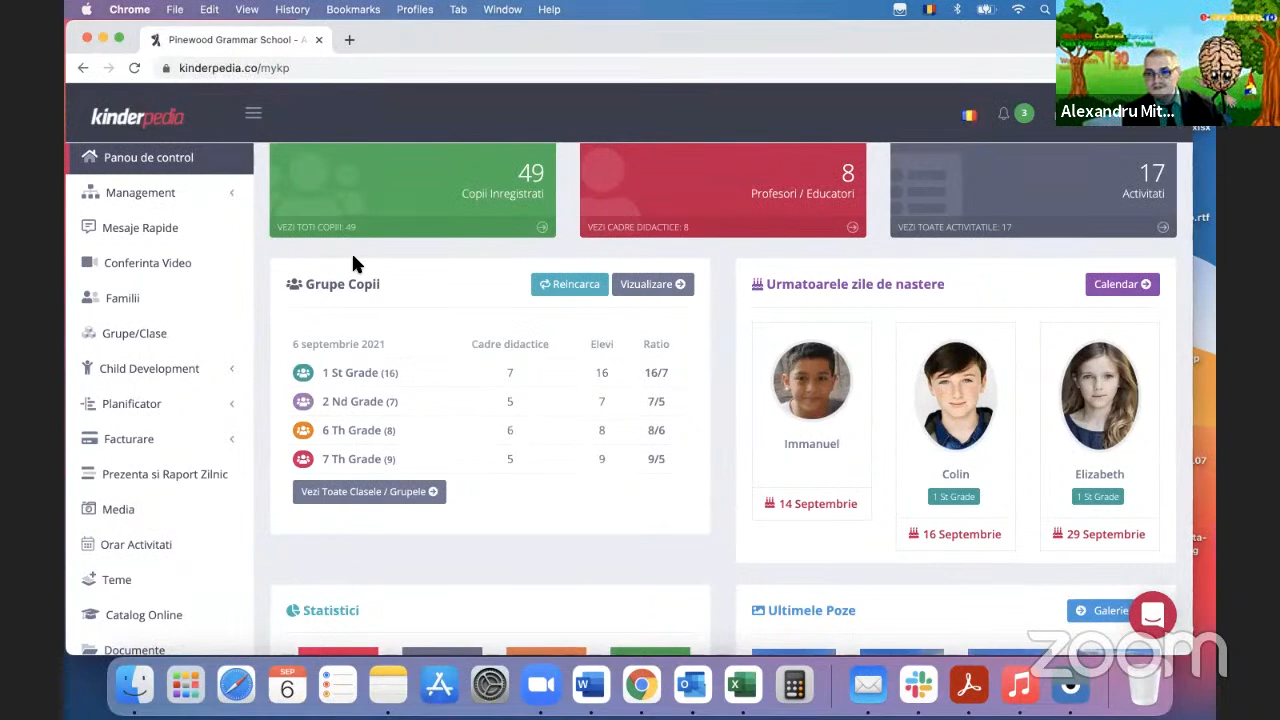 Chrome File Edit View History Bookmarks Profiles Tab Window Help
Pinewood Grammar School - A
kinderpedia.co/mykp
Alexandru Mit...
kinderpedia
3
Panou de control
Management
Mesaje Rapide
Conferinta Video
Familii
Grupe/Clase
Child Development
Planificator
Facturare
Prezenta si Raport Zilnic
Media
Orar Activitati
Teme
Catalog Online
Documente
49
Copii Inregistrati
VEZI TOTI COPIII: 49
8
Profesori / Educatori
VEZI CADRE DIDACTICE: 8
17
Activitati
VEZI TOATE ACTIVITATILE: 17
Grupe Copii
Reincarca Vizualizare
6 septembrie 2021 Cadre didactice Elevi Ratio
1 St Grade (16) 7 16 16/7
2 Nd Grade (7) 5 7 7/5
6 Th Grade (8) 6 8 8/6
7 Th Grade (9) 5 9 9/5
Vezi Toate Clasele / Grupele
Urmatoarele zile de nastere
Calendar
Immanuel
14 Septembrie
Colin
1 St Grade
16 Septembrie
Elizabeth
1 St Grade
29 Septembrie
Statistici
Ultimele Poze
Galerie
xlsx
.rtf
.07
zoom
SEP
6